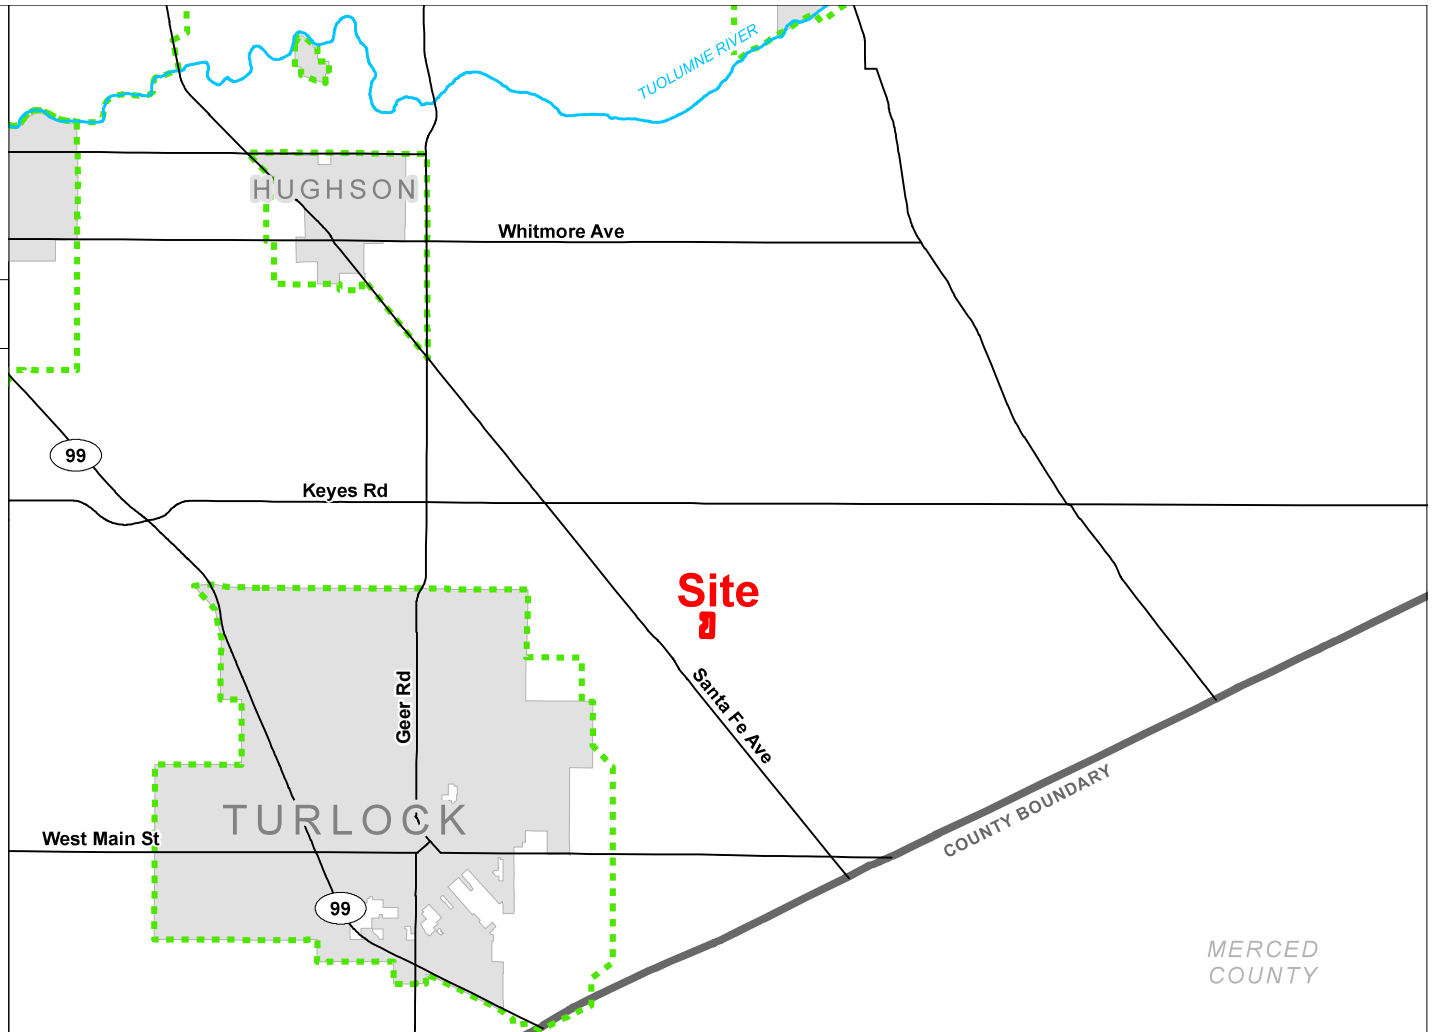 TUOLUMNE RIVER
HUGHSON
Whitmore Ave
99
Keyes Rd
Site
Geer Rd
Santa Fe Ave
TURLOCK
West Main St
COUNTY BOUNDARY
99
MERCED
COUNTY